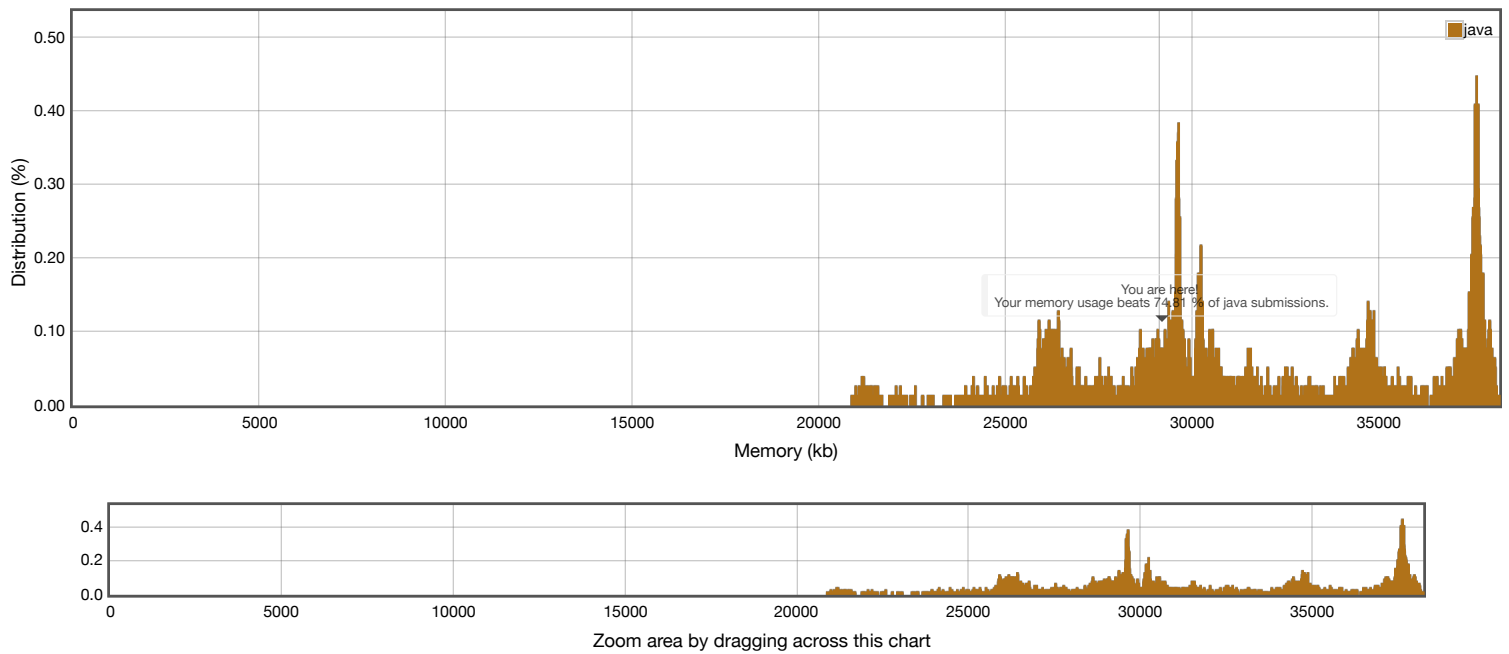 java
0.50
0.40
0.30
0.20
0.10
0.00
Distribution (%)
You are here!
Your memory usage beats 74.81 % of java submissions.
0 5000 10000 15000 20000 25000 30000 35000
Memory (kb)
0.4
0.2
0.0
0 5000 10000 15000 20000 25000 30000 35000
Zoom area by dragging across this chart